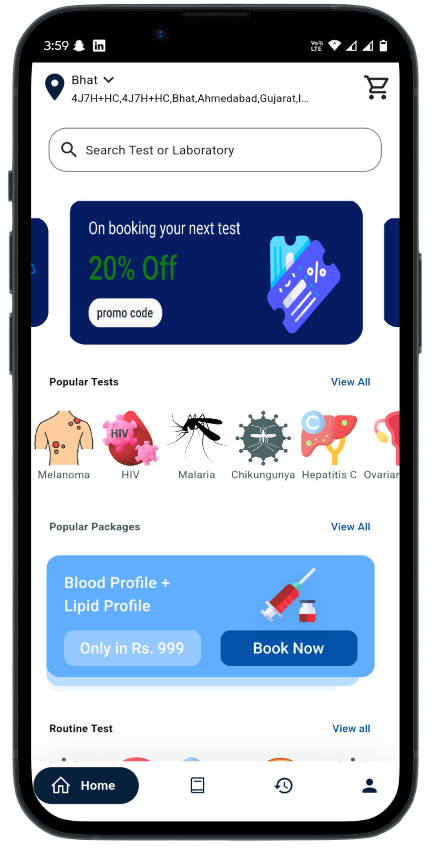 3:59
Vo
LTE
Bhat
4J7H+HC,4J7H+HC,Bhat,Ahmedabad,Gujarat,I...
Search Test or Laboratory
On booking your next test
20% Off
%
promo code
Popular Tests
View All
HIV
C
Melanoma
HIV
Malaria
Chikungunya
Hepatitis C
Ovarian
Popular Packages
View All
Blood Profile +
Lipid Profile
Only in Rs. 999
Book Now
Routine Test
View all
Home